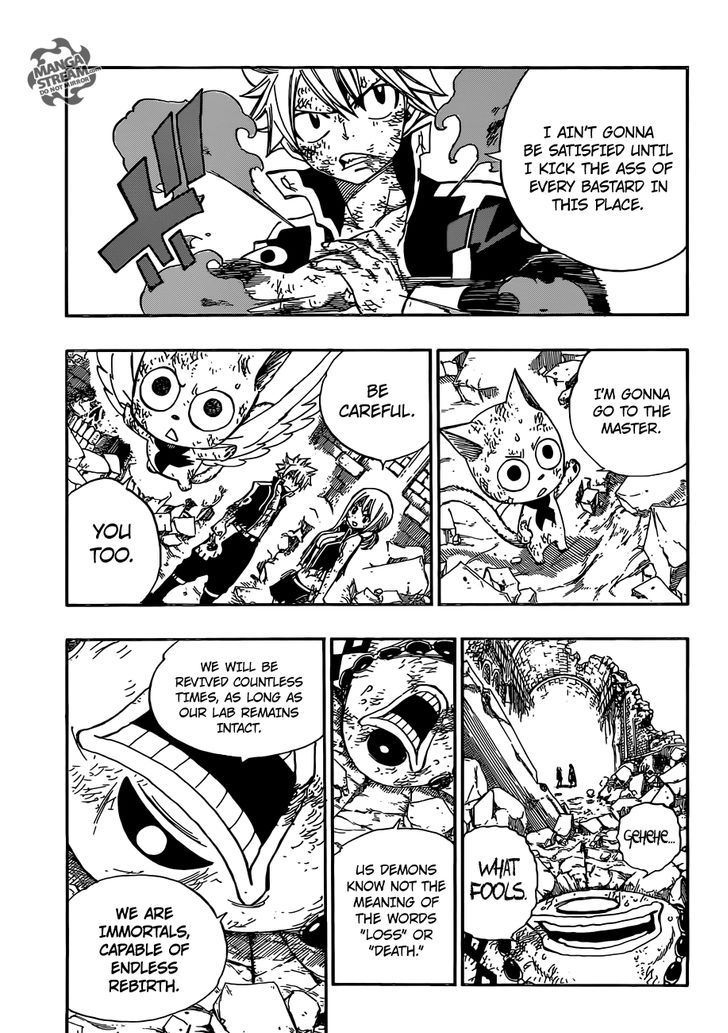 MANGA
STREAM.com
DO NOT MIRROR
I AIN'T GONNA
BE SATISFIED UNTIL
I KICK THE ASS OF
EVERY BASTARD IN
THIS PLACE.
I'M GONNA
GO TO THE
MASTER.
BE
CAREFUL.
YOU
TOO.
GEHEHE...
WHAT
FOOLS.
US DEMONS
KNOW NOT THE
MEANING OF
THE WORDS
"LOSS" OR
"DEATH."
WE WILL BE
REVIVED COUNTLESS
TIMES, AS LONG AS
OUR LAB REMAINS
INTACT.
WE ARE
IMMORTALS,
CAPABLE OF
ENDLESS
REBIRTH.